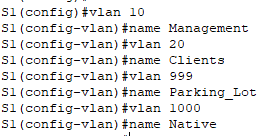 S1(config)#vlan 10
S1(config-vlan)#name Management
S1(config-vlan)#vlan 20
S1(config-vlan)#name Clients
S1(config-vlan)#vlan 999
S1(config-vlan)#name Parking_Lot
S1(config-vlan)#vlan 1000
S1(config-vlan)#name Native